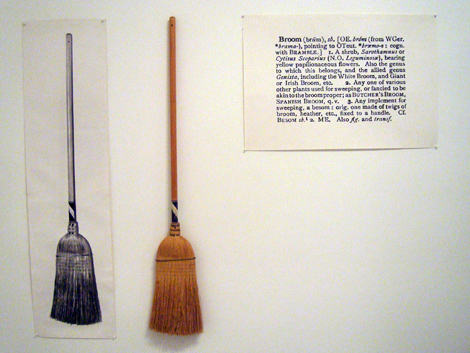 Broom (brūm), sb. [OE. brōm (from WGer.
*brama-), pointing to OTeut. *bræmo-z : cogn.
with BRAMBLE.] 1. A shrub, Sarothamnus or
Cytisus Scoparius (N.O. Leguminosæ), bearing
yellow papilionaceous flowers. Also the genus
to which this belongs, and the allied genus
Genista, including the White Broom, and Giant
or Irish Broom, etc. 2. Any one of various
other plants used for sweeping, or fancied to be
akin to the broom proper; as BUTCHER'S BROOM,
SPANISH BROOM, q. v. 3. Any implement for
sweeping, a besom : orig. one made of twigs of
broom, heather, etc., fixed to a handle. Cf.
BESOM sb.¹ 2. ME. Also fig. and transf.